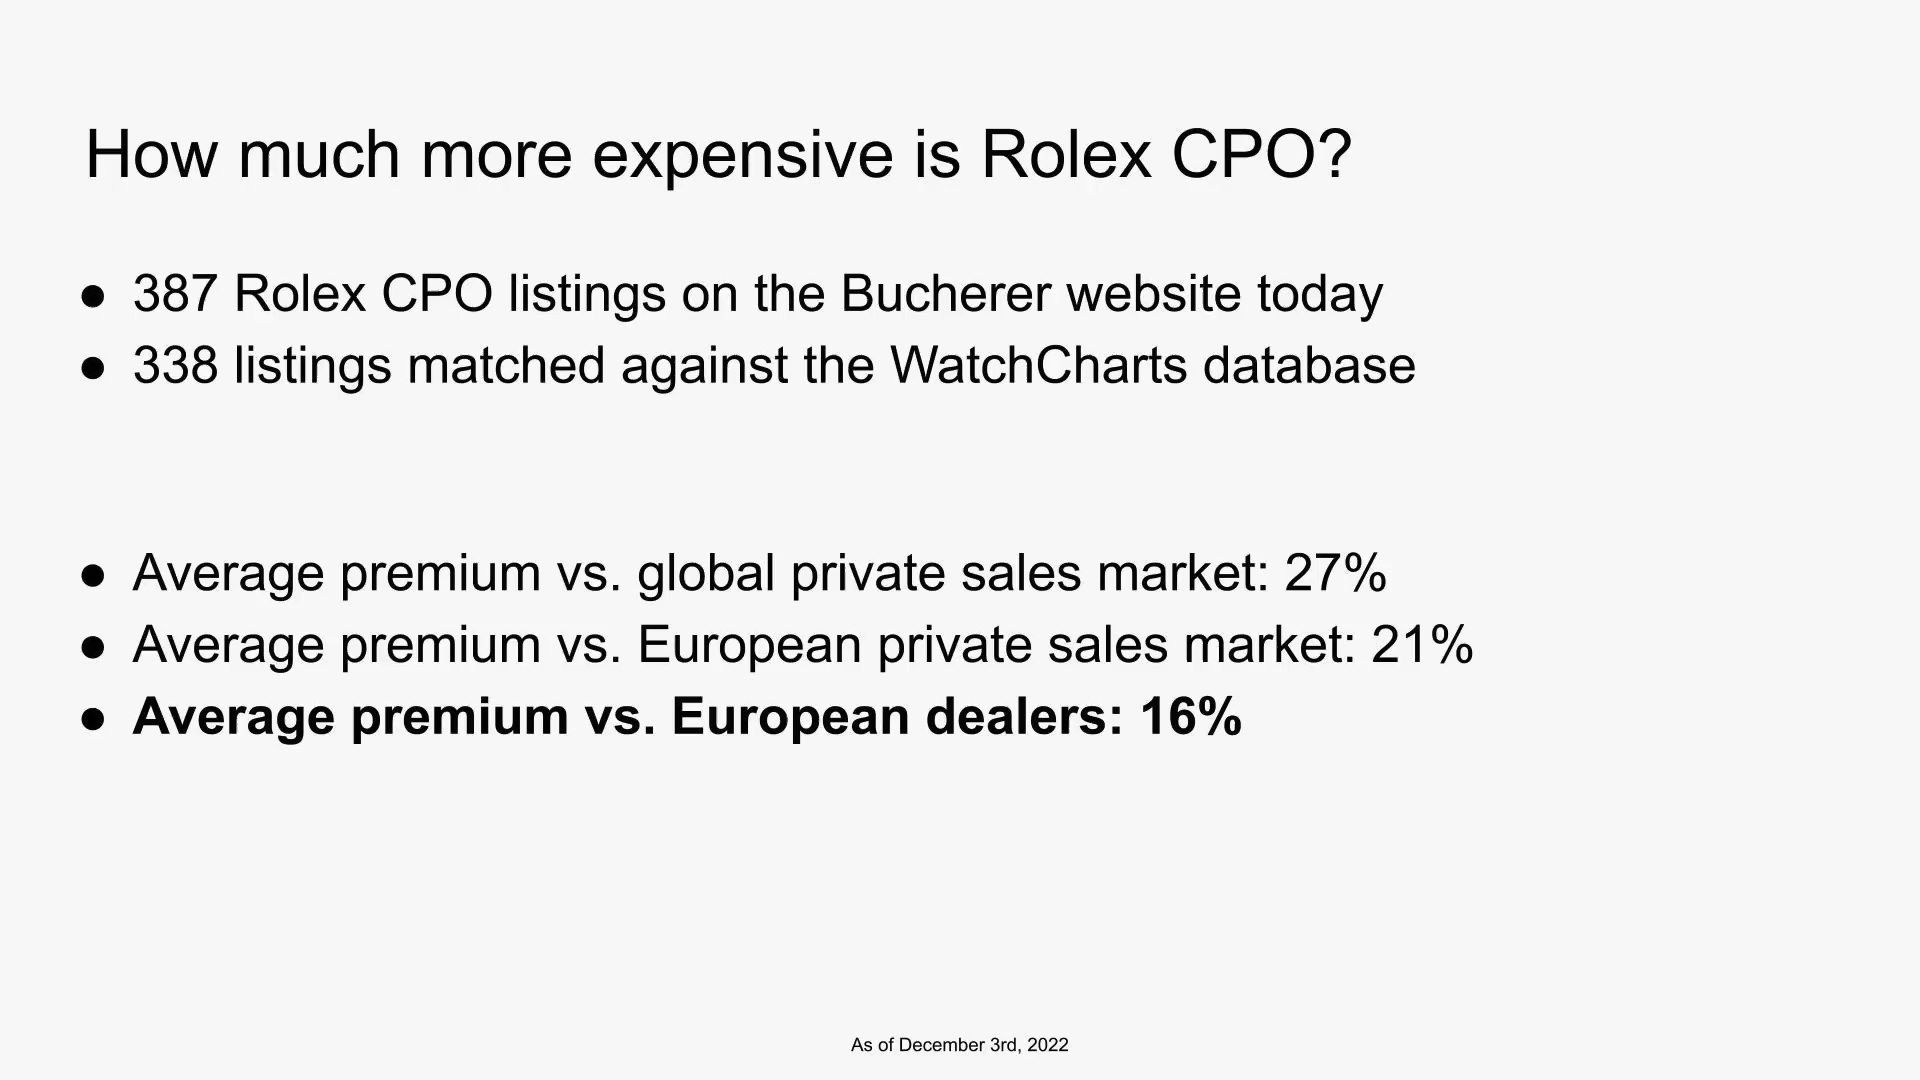 How much more expensive is Rolex CPO?
● 387 Rolex CPO listings on the Bucherer website today
● 338 listings matched against the WatchCharts database
● Average premium vs. global private sales market: 27%
● Average premium vs. European private sales market: 21%
● Average premium vs. European dealers: 16%
As of December 3rd, 2022